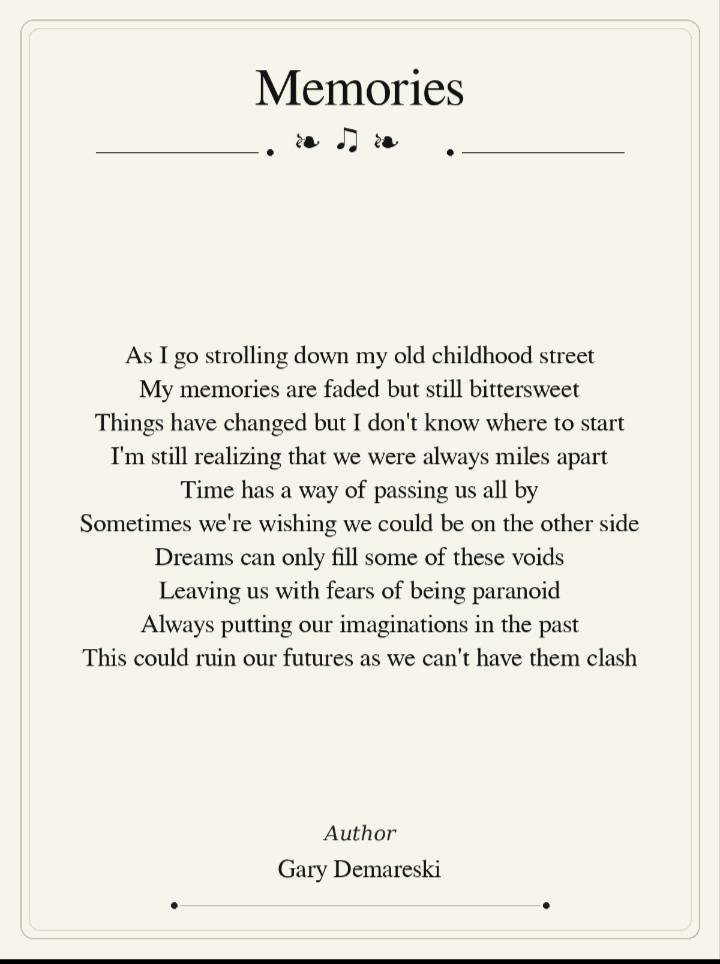 Memories
❧ ♫ ❧
As I go strolling down my old childhood street
My memories are faded but still bittersweet
Things have changed but I don't know where to start
I'm still realizing that we were always miles apart
Time has a way of passing us all by
Sometimes we're wishing we could be on the other side
Dreams can only fill some of these voids
Leaving us with fears of being paranoid
Always putting our imaginations in the past
This could ruin our futures as we can't have them clash
Author
Gary Demareski